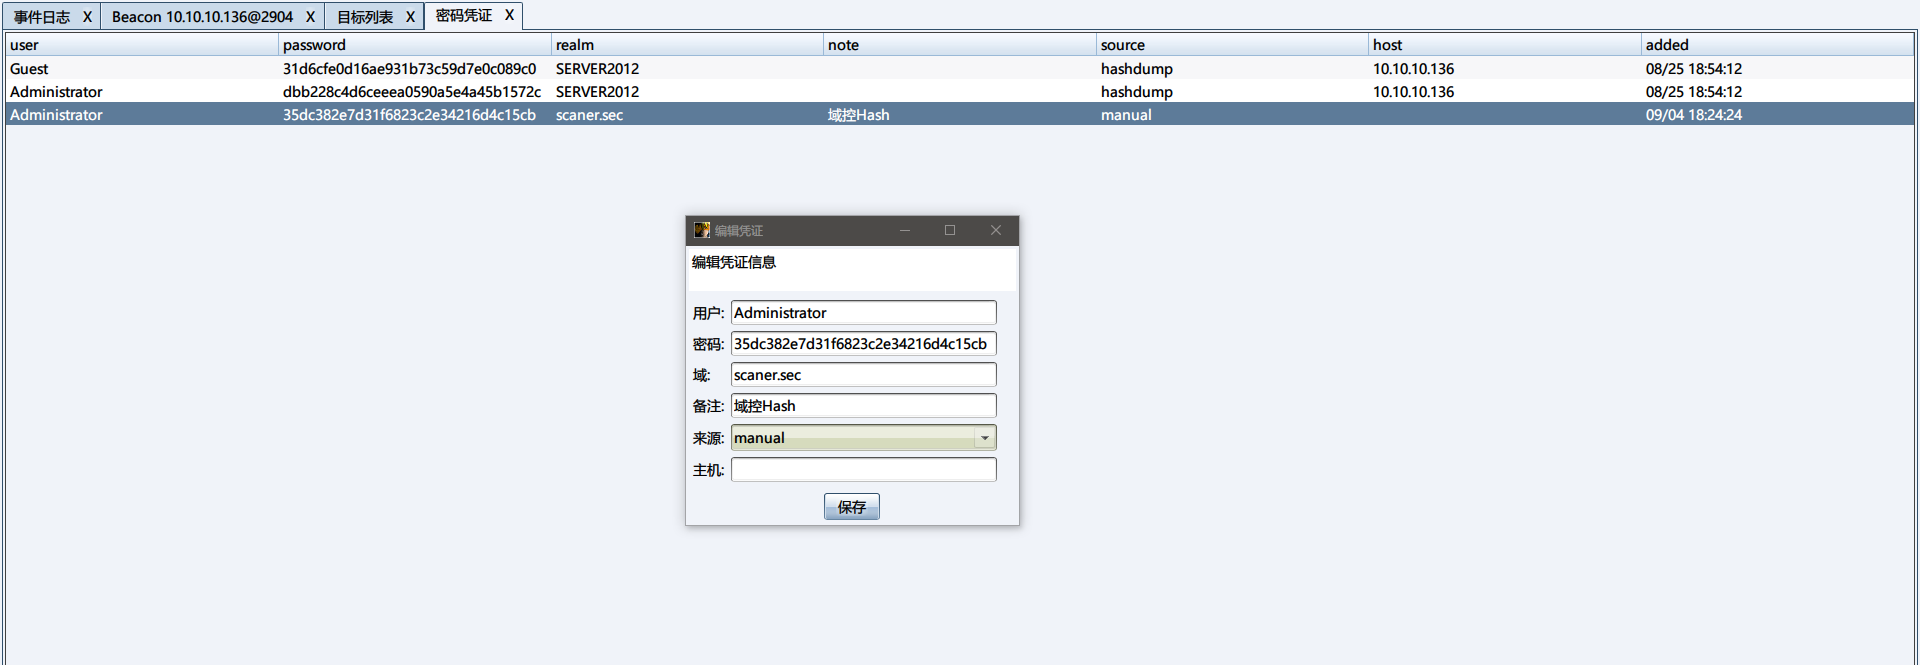 事件日志 X Beacon 10.10.10.136@2904 X 目标列表 X 密码凭证 X
user password realm note source host added
Guest 31d6cfe0d16ae931b73c59d7e0c089c0 SERVER2012 hashdump 10.10.10.136 08/25 18:54:12
Administrator dbb228c4d6ceeea0590a5e4a45b1572c SERVER2012 hashdump 10.10.10.136 08/25 18:54:12
Administrator 35dc382e7d31f6823c2e34216d4c15cb scaner.sec 域控Hash manual 09/04 18:24:24
编辑凭证
编辑凭证信息
用户: Administrator
密码: 35dc382e7d31f6823c2e34216d4c15cb
域: scaner.sec
备注: 域控Hash
来源: manual
主机:
保存